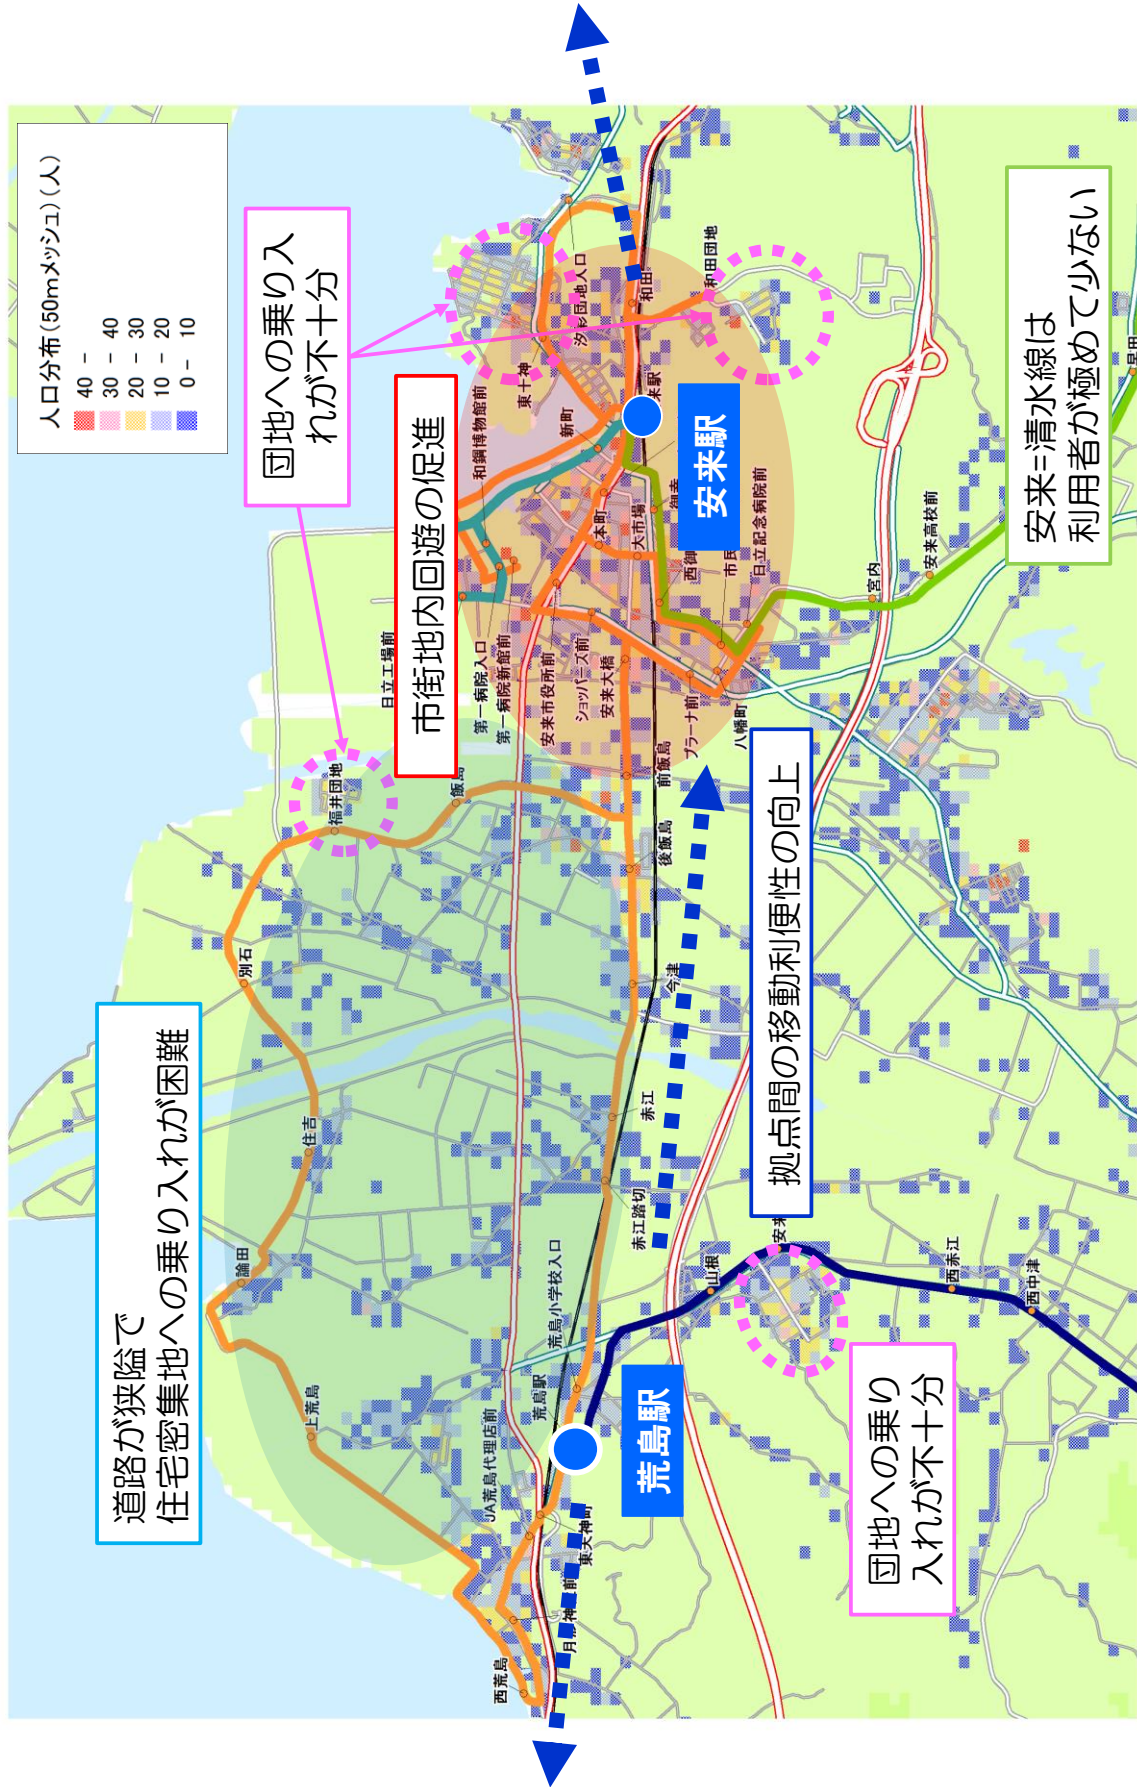 人口分布(50mメッシュ)(人)
40 -
30 - 40
20 - 30
10 - 20
0 - 10
道路が狭隘で
住宅密集地への乗り入れが困難
団地への乗り入
れが不十分
市街地内回遊の促進
拠点間の移動利便性の向上
団地への乗り
入れが不十分
安来=清水線は
利用者が極めて少ない
荒島駅
安来駅
西荒島
JA荒島代理店前
荒島駅
東天神町
荒島小学校入口
上荒島
論田
住吉
別石
福井団地
飯島
赤江踏切
赤江
今津
後飯島
前飯島
日立工場前
第一病院入口
第一病院新館前
和鋼博物館前
安来市役所前
ショッパーズ前
安来大橋
プラーナ前
八幡町
日立記念病院前
大市場
本町
新町
東十神
汐彩団地入口
和田
和田団地
宮内
安来高校前
山根
西赤江
西中津